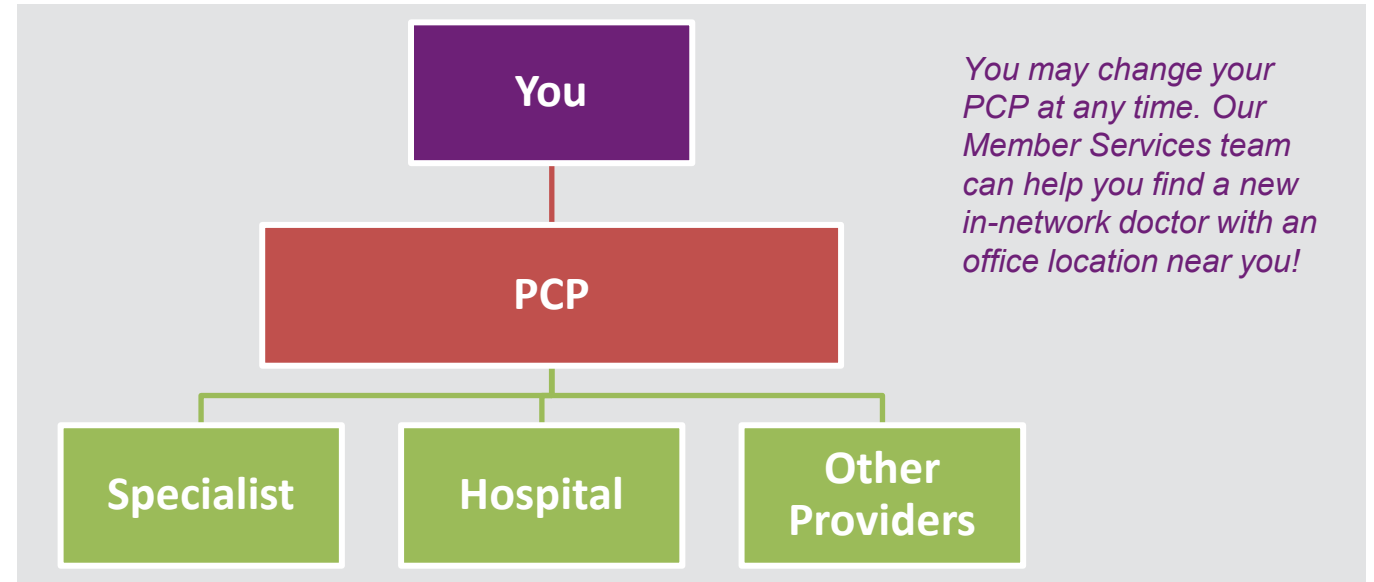 You
You may change your
PCP at any time. Our
Member Services team
can help you find a new
in-network doctor with an
office location near you!
PCP
Specialist
Hospital
Other
Providers